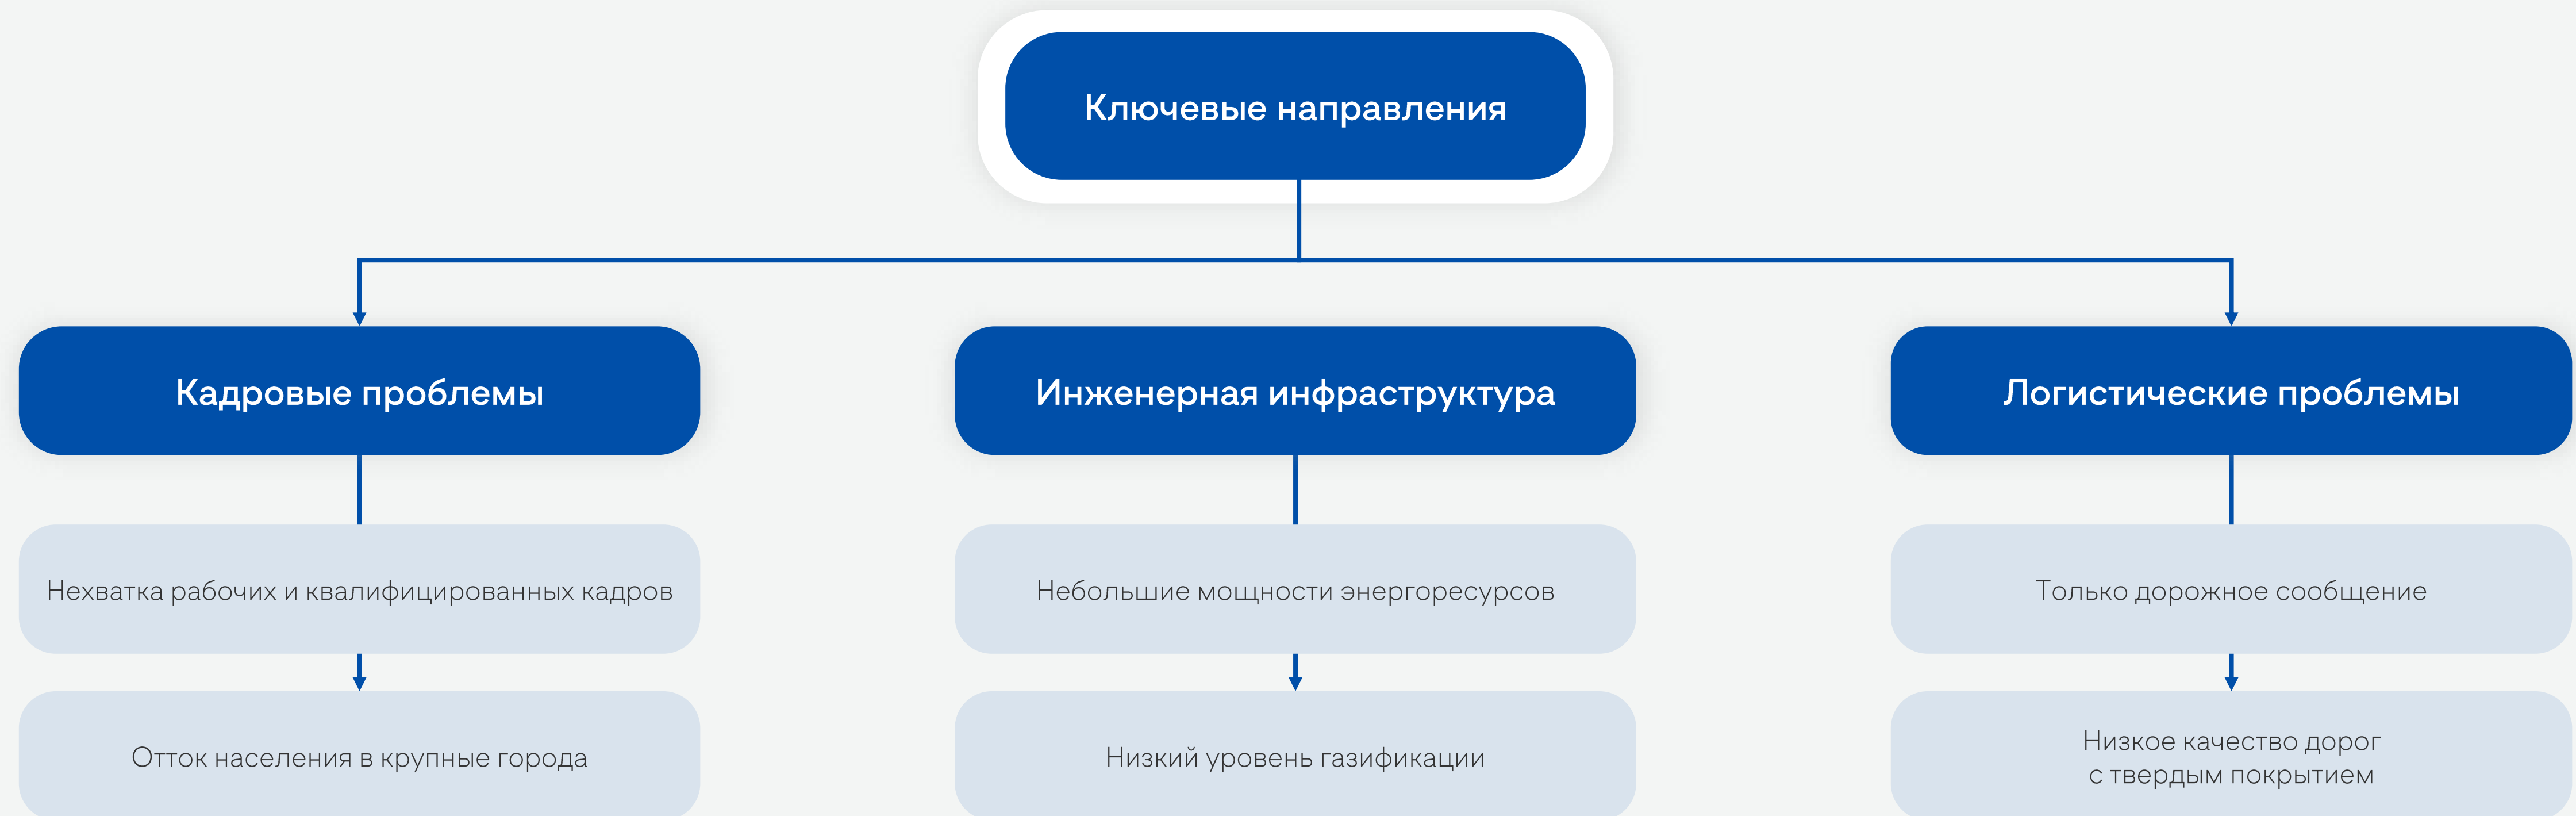 Ключевые направления
Кадровые проблемы
Инженерная инфраструктура
Логистические проблемы
Нехватка рабочих и квалифицированных кадров
Небольшие мощности энергоресурсов
Только дорожное сообщение
Отток населения в крупные города
Низкий уровень газификации
Низкое качество дорог
с твердым покрытием